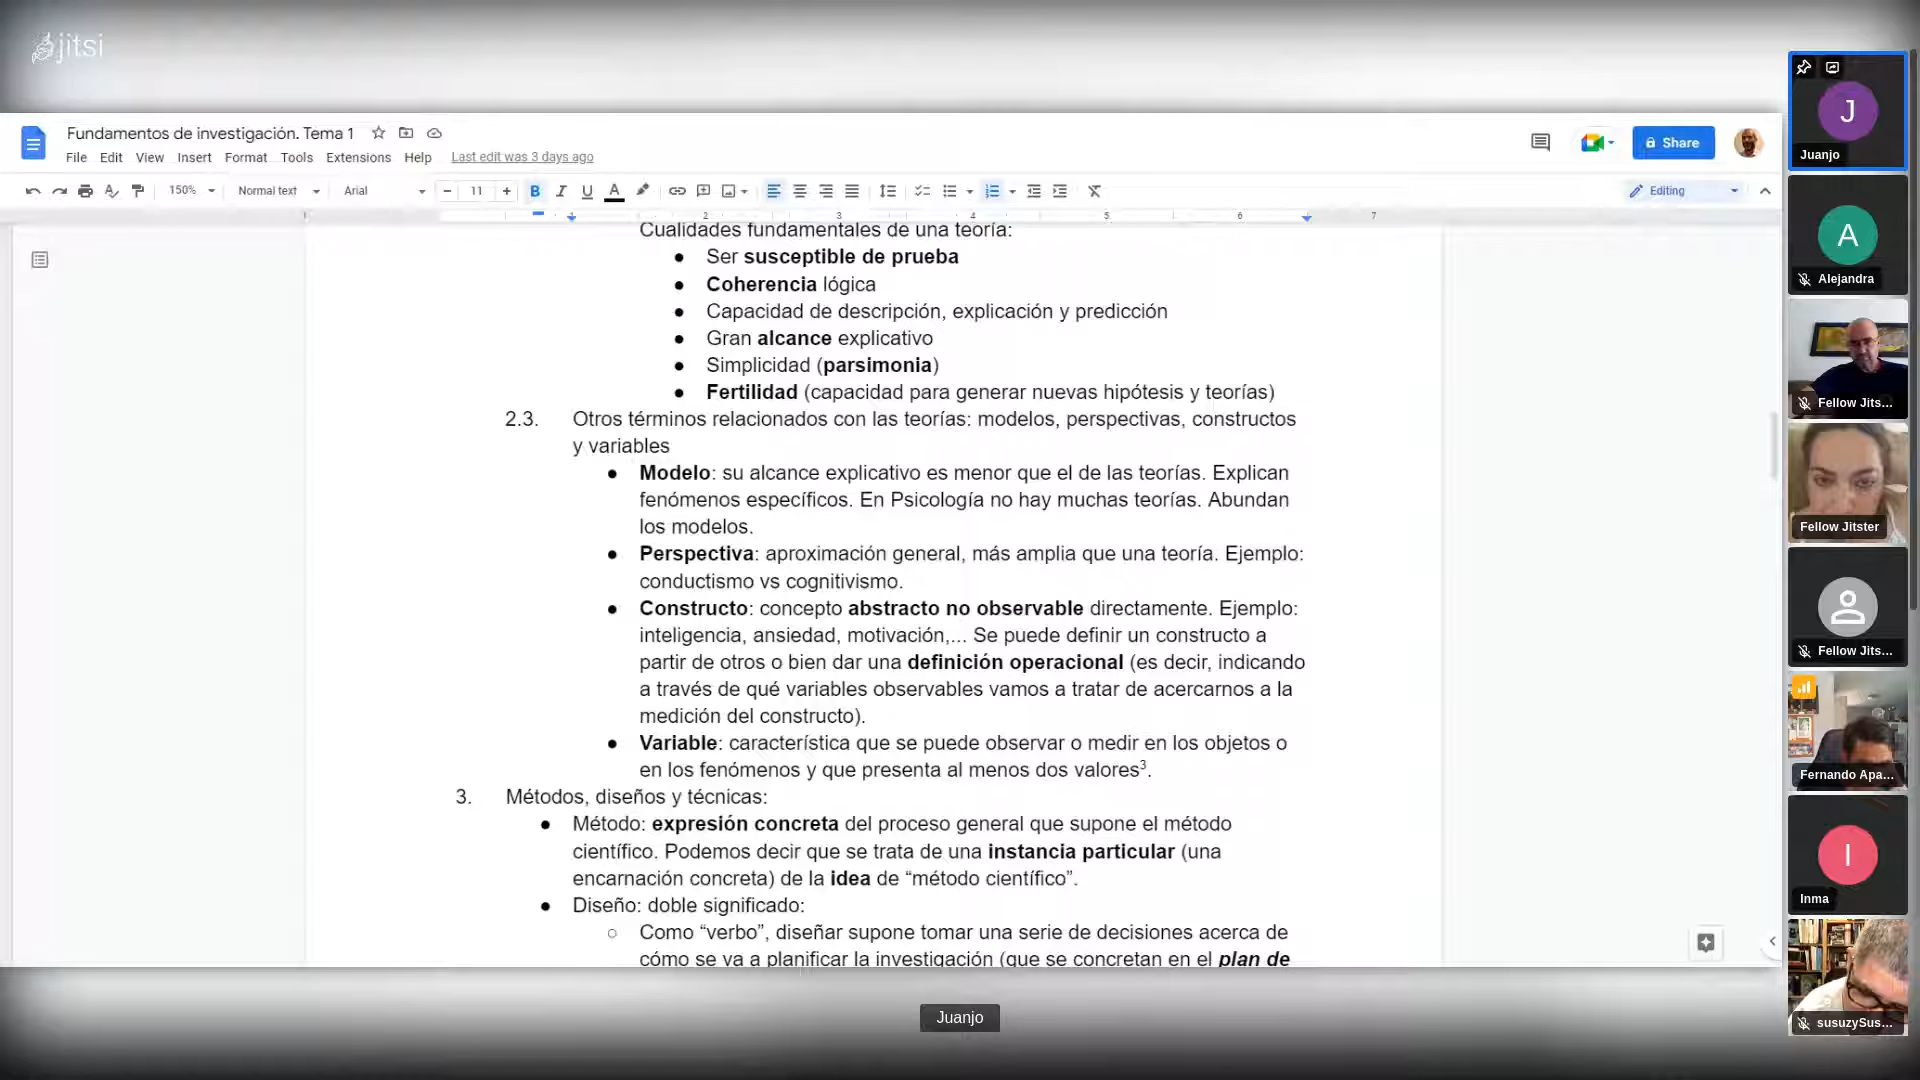 jitsi
Fundamentos de investigación. Tema 1
File Edit View Insert Format Tools Extensions Help Last edit was 3 days ago
Share
150% Normal text Arial 11 Editing
1 2 3 4 5 6 7
Cualidades fundamentales de una teoría:
● Ser susceptible de prueba
● Coherencia lógica
● Capacidad de descripción, explicación y predicción
● Gran alcance explicativo
● Simplicidad (parsimonia)
● Fertilidad (capacidad para generar nuevas hipótesis y teorías)
2.3. Otros términos relacionados con las teorías: modelos, perspectivas, constructos
y variables
● Modelo: su alcance explicativo es menor que el de las teorías. Explican
fenómenos específicos. En Psicología no hay muchas teorías. Abundan
los modelos.
● Perspectiva: aproximación general, más amplia que una teoría. Ejemplo:
conductismo vs cognitivismo.
● Constructo: concepto abstracto no observable directamente. Ejemplo:
inteligencia, ansiedad, motivación,... Se puede definir un constructo a
partir de otros o bien dar una definición operacional (es decir, indicando
a través de qué variables observables vamos a tratar de acercarnos a la
medición del constructo).
● Variable: característica que se puede observar o medir en los objetos o
en los fenómenos y que presenta al menos dos valores³.
3. Métodos, diseños y técnicas:
● Método: expresión concreta del proceso general que supone el método
científico. Podemos decir que se trata de una instancia particular (una
encarnación concreta) de la idea de “método científico”.
● Diseño: doble significado:
○ Como “verbo”, diseñar supone tomar una serie de decisiones acerca de
cómo se va a planificar la investigación (que se concretan en el plan de
Juanjo
J
Juanjo
A
Alejandra
Fellow Jits...
Fellow Jitster
Fellow Jits...
Fernando Apa...
I
Inma
susuzySus...